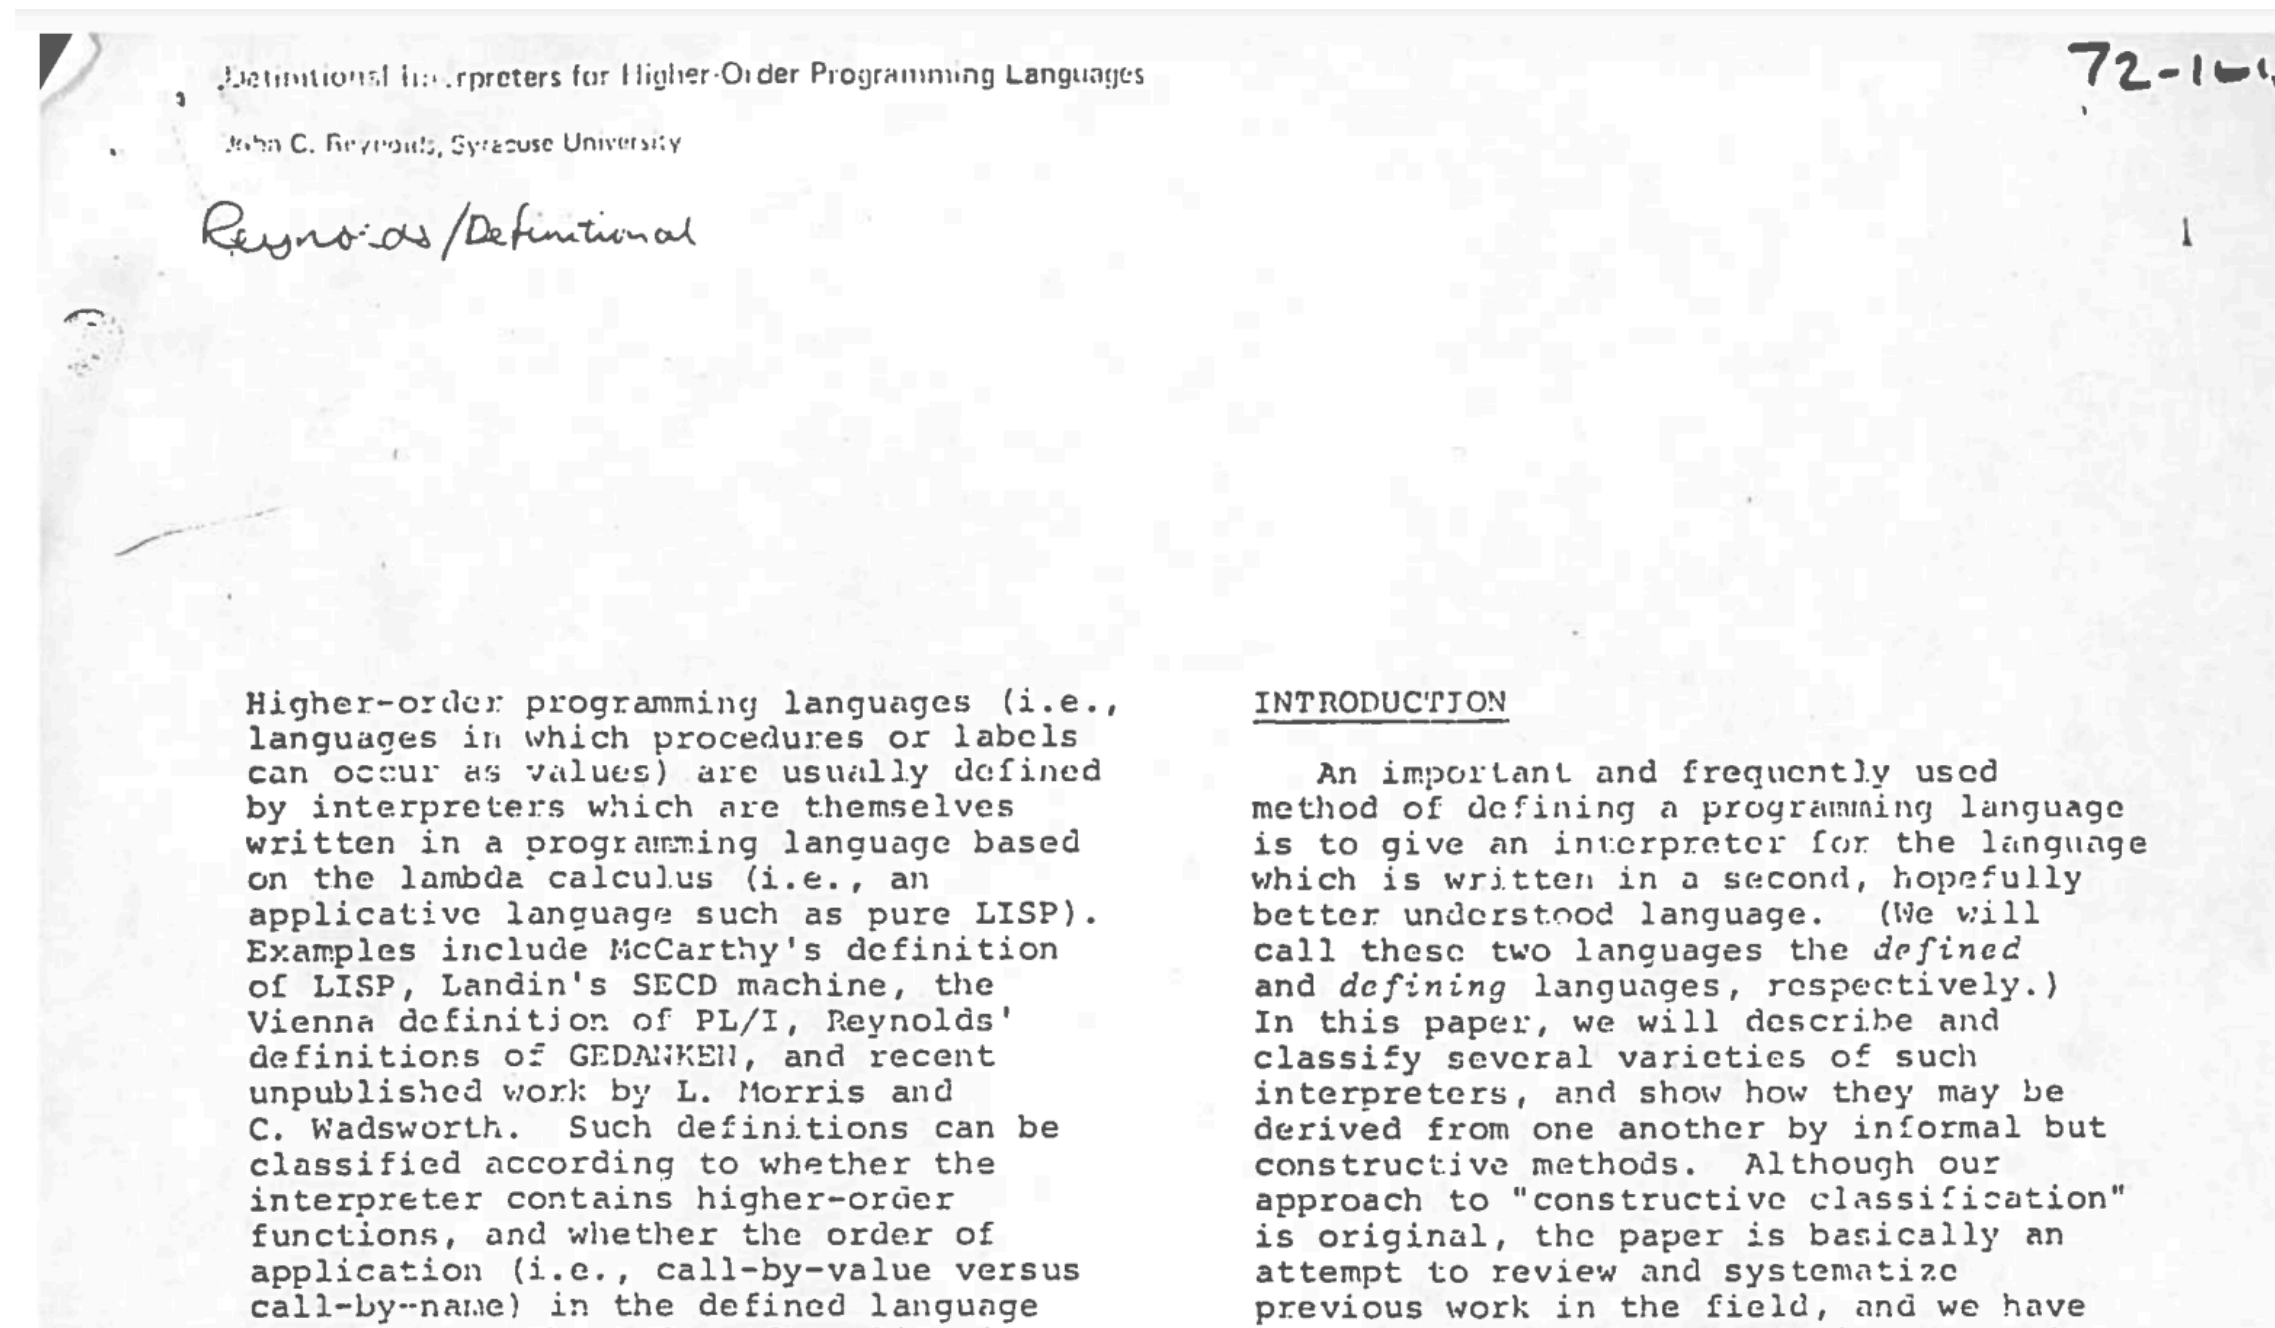 Definitional Interpreters for Higher-Order Programming Languages
John C. Reynolds, Syracuse University
Reynolds/Definitional
72-1
1
Higher-order programming languages (i.e.,
languages in which procedures or labels
can occur as values) are usually defined
by interpreters which are themselves
written in a programming language based
on the lambda calculus (i.e., an
applicative language such as pure LISP).
Examples include McCarthy's definition
of LISP, Landin's SECD machine, the
Vienna definition of PL/I, Reynolds'
definitions of GEDANKEN, and recent
unpublished work by L. Morris and
C. Wadsworth.  Such definitions can be
classified according to whether the
interpreter contains higher-order
functions, and whether the order of
application (i.e., call-by-value versus
call-by-name) in the defined language
INTRODUCTION
An important and frequently used
method of defining a programming language
is to give an interpreter for the language
which is written in a second, hopefully
better understood language.  (We will
call these two languages the defined
and defining languages, respectively.)
In this paper, we will describe and
classify several varieties of such
interpreters, and show how they may be
derived from one another by informal but
constructive methods.  Although our
approach to "constructive classification"
is original, the paper is basically an
attempt to review and systematize
previous work in the field, and we have